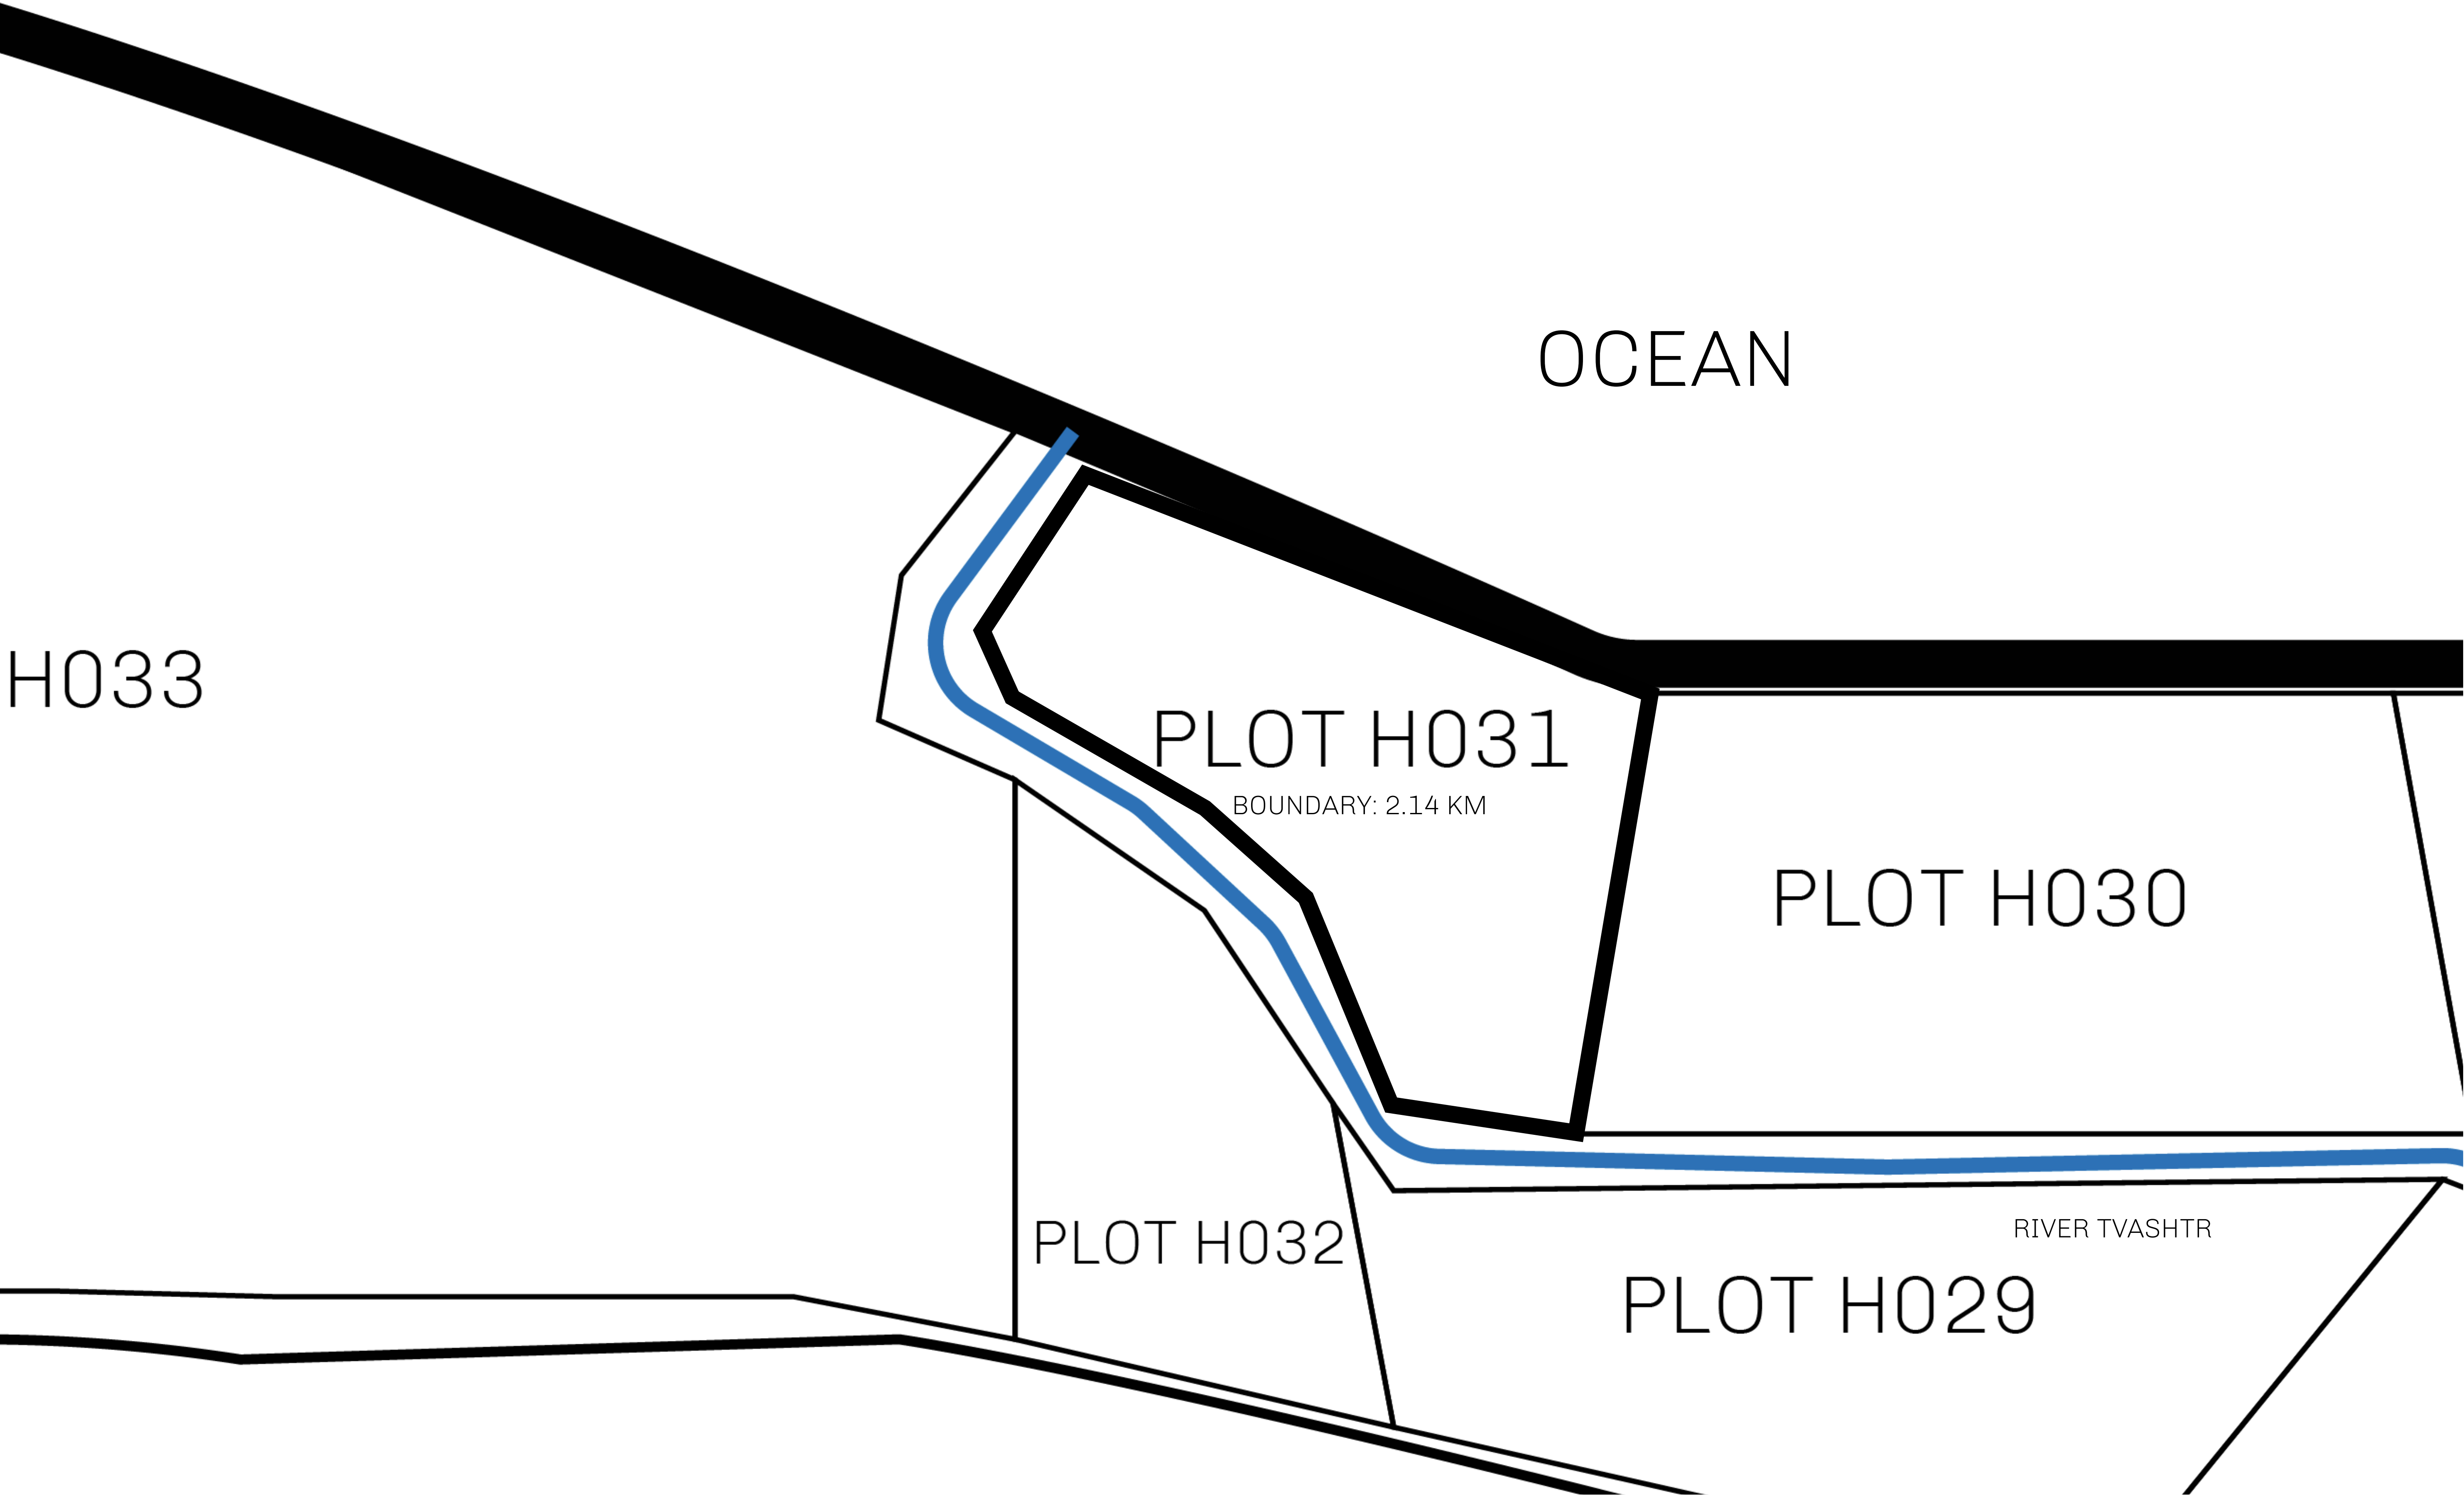 OCEAN
H033
PLOT H031
BOUNDARY: 2.14 KM
PLOT H030
PLOT H032
RIVER TVASHTR
PLOT H029